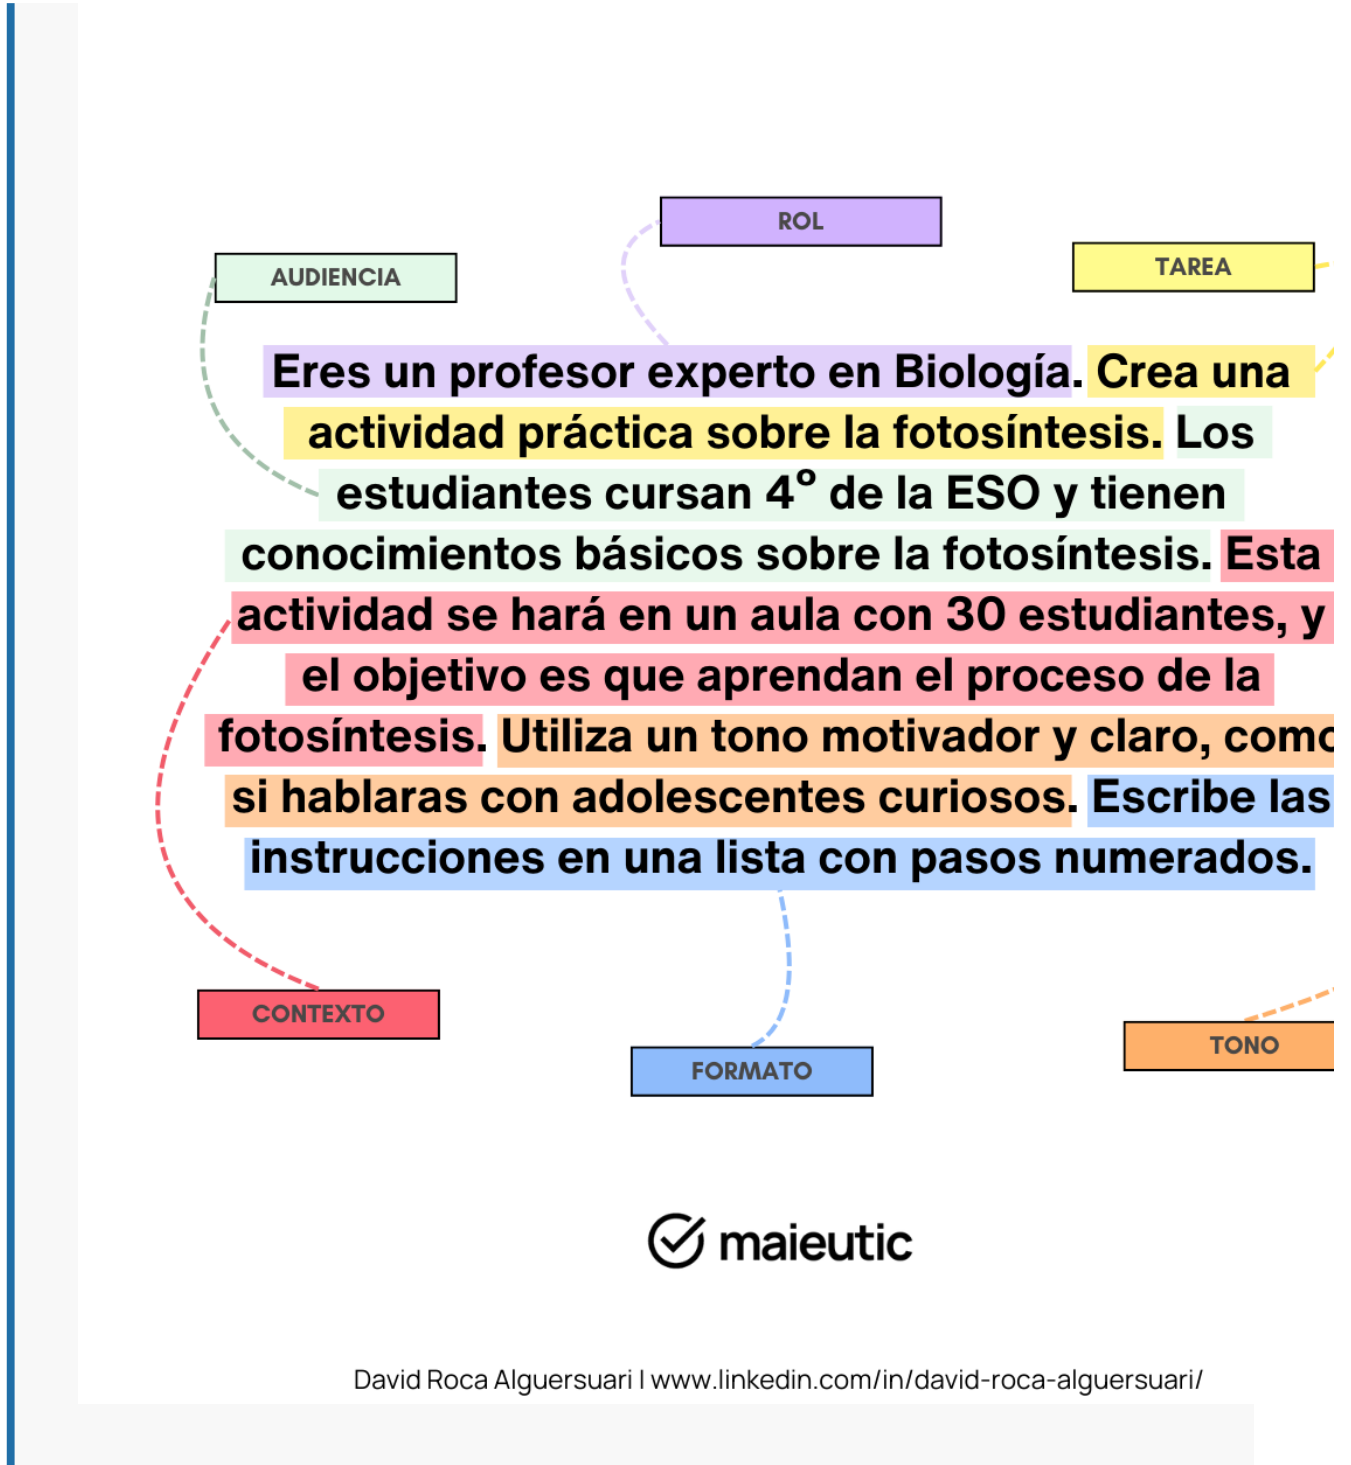 ROL
AUDIENCIA
TAREA
Eres un profesor experto en Biología. Crea una
actividad práctica sobre la fotosíntesis. Los
estudiantes cursan 4º de la ESO y tienen
conocimientos básicos sobre la fotosíntesis. Esta
actividad se hará en un aula con 30 estudiantes, y
el objetivo es que aprendan el proceso de la
fotosíntesis. Utiliza un tono motivador y claro, como
si hablaras con adolescentes curiosos. Escribe las
instrucciones en una lista con pasos numerados.
CONTEXTO
TONO
FORMATO
maieutic
David Roca Alguersuari | www.linkedin.com/in/david-roca-alguersuari/